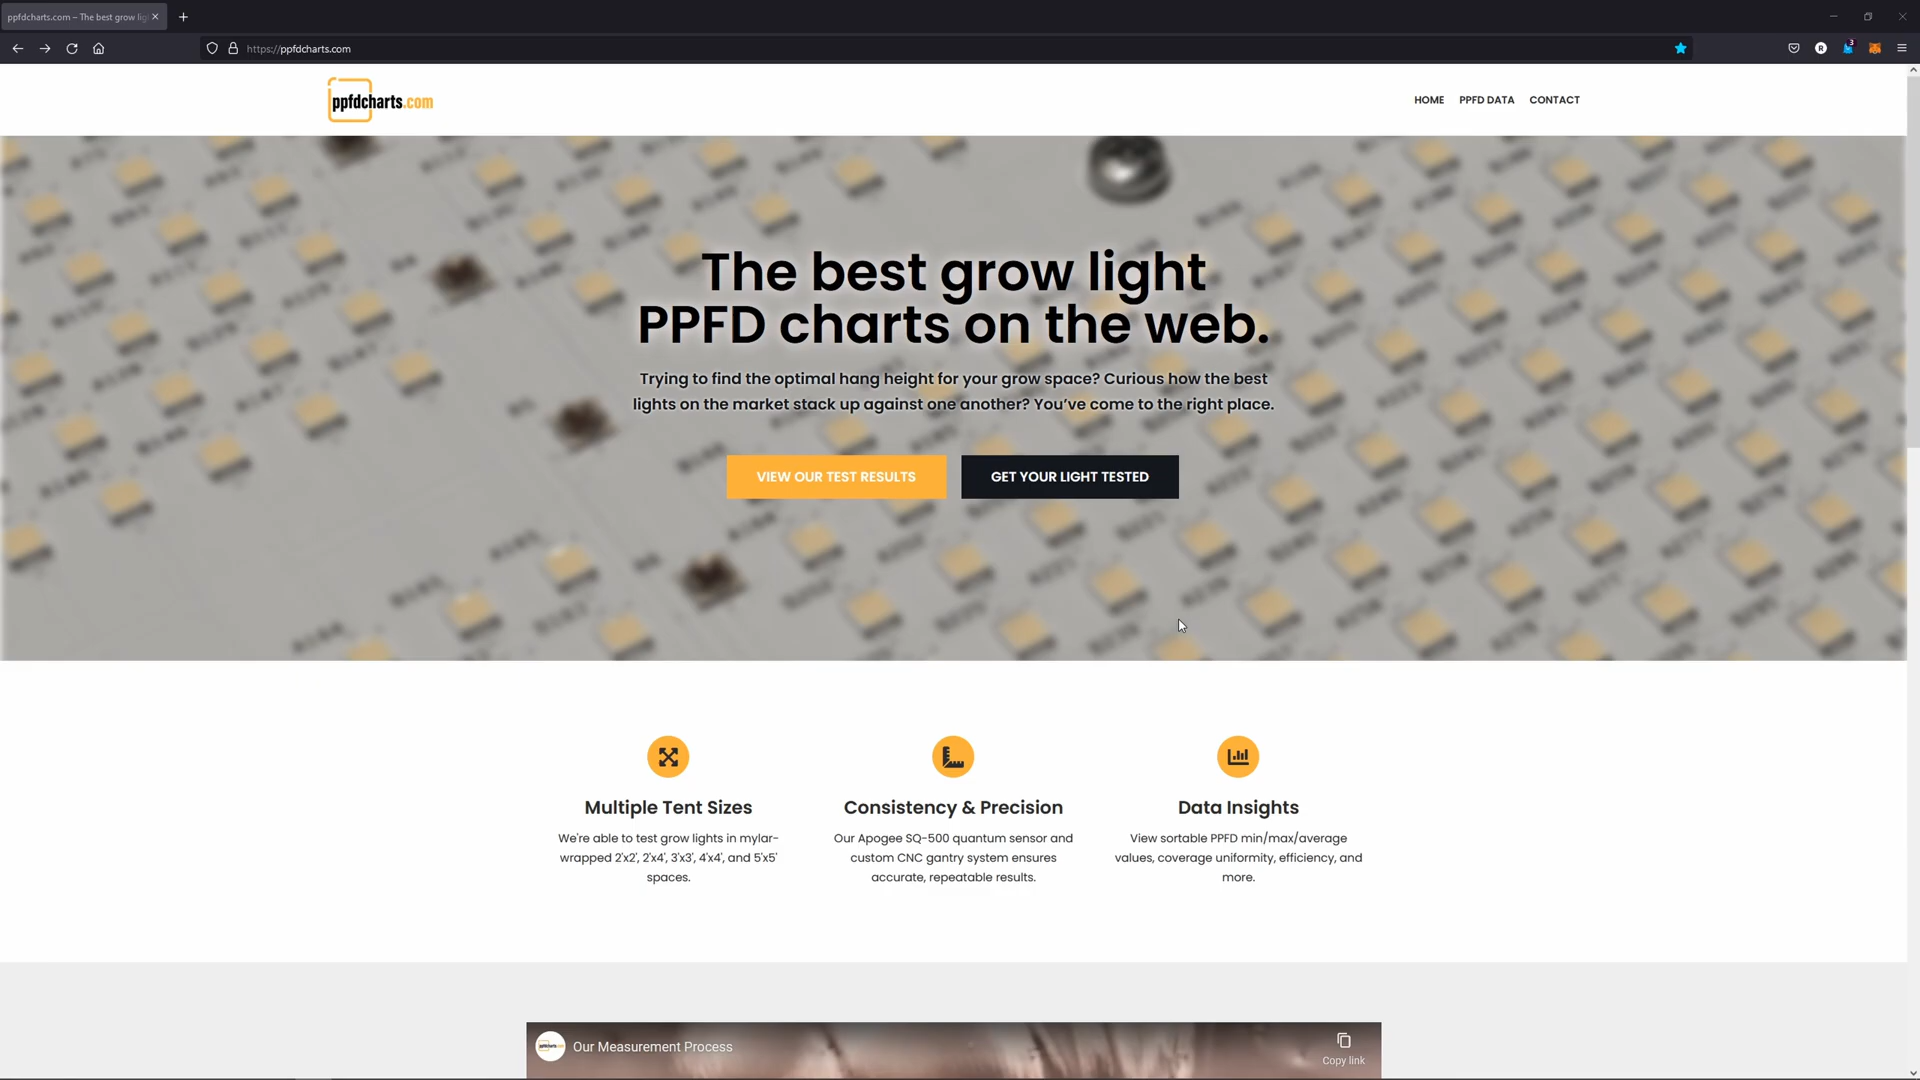 ppfdcharts.com – The best grow lig
https://ppfdcharts.com
3
ppfdcharts.com
HOME PPFD DATA CONTACT
The best grow light
PPFD charts on the web.
Trying to find the optimal hang height for your grow space? Curious how the best
lights on the market stack up against one another? You’ve come to the right place.
VIEW OUR TEST RESULTS
GET YOUR LIGHT TESTED
Multiple Tent Sizes
We're able to test grow lights in mylar-
wrapped 2'x2', 2'x4', 3'x3', 4'x4', and 5'x5'
spaces.
Consistency & Precision
Our Apogee SQ-500 quantum sensor and
custom CNC gantry system ensures
accurate, repeatable results.
Data Insights
View sortable PPFD min/max/average
values, coverage uniformity, efficiency, and
more.
Our Measurement Process
Copy link